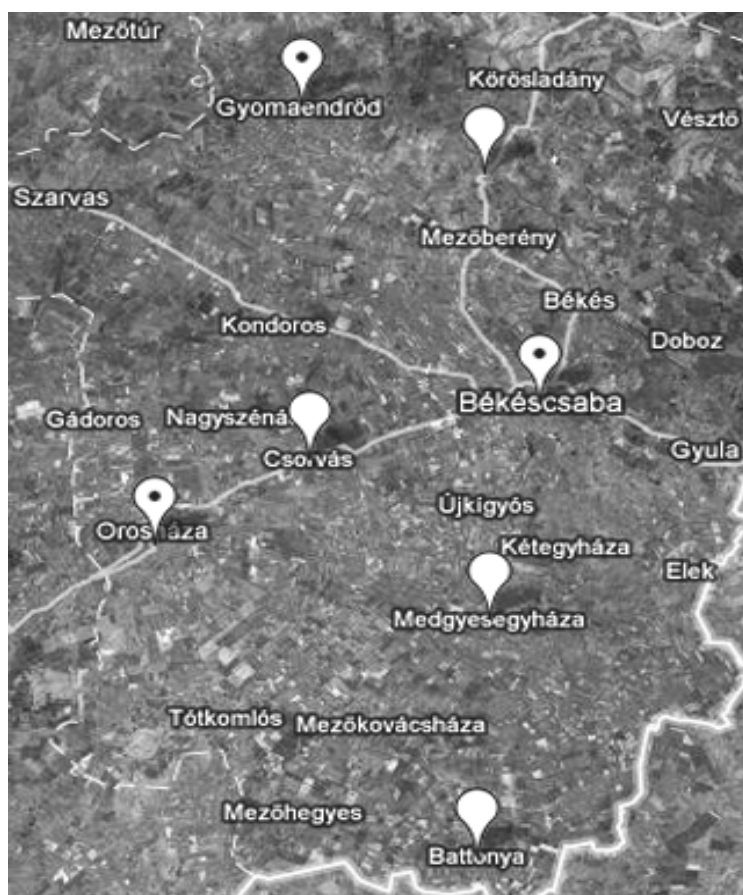 Mezőtúr
Gyomaendrőd
Körösladány
Vésztő
Szarvas
Mezőberény
Békés
Kondoros
Doboz
Békéscsaba
Gádoros
Nagyszéná
Csorvás
Gyula
Újkígyós
Orosháza
Kétegyháza
Elek
Medgyesegyháza
Tótkomlós
Mezőkovácsháza
Mezőhegyes
Battonya